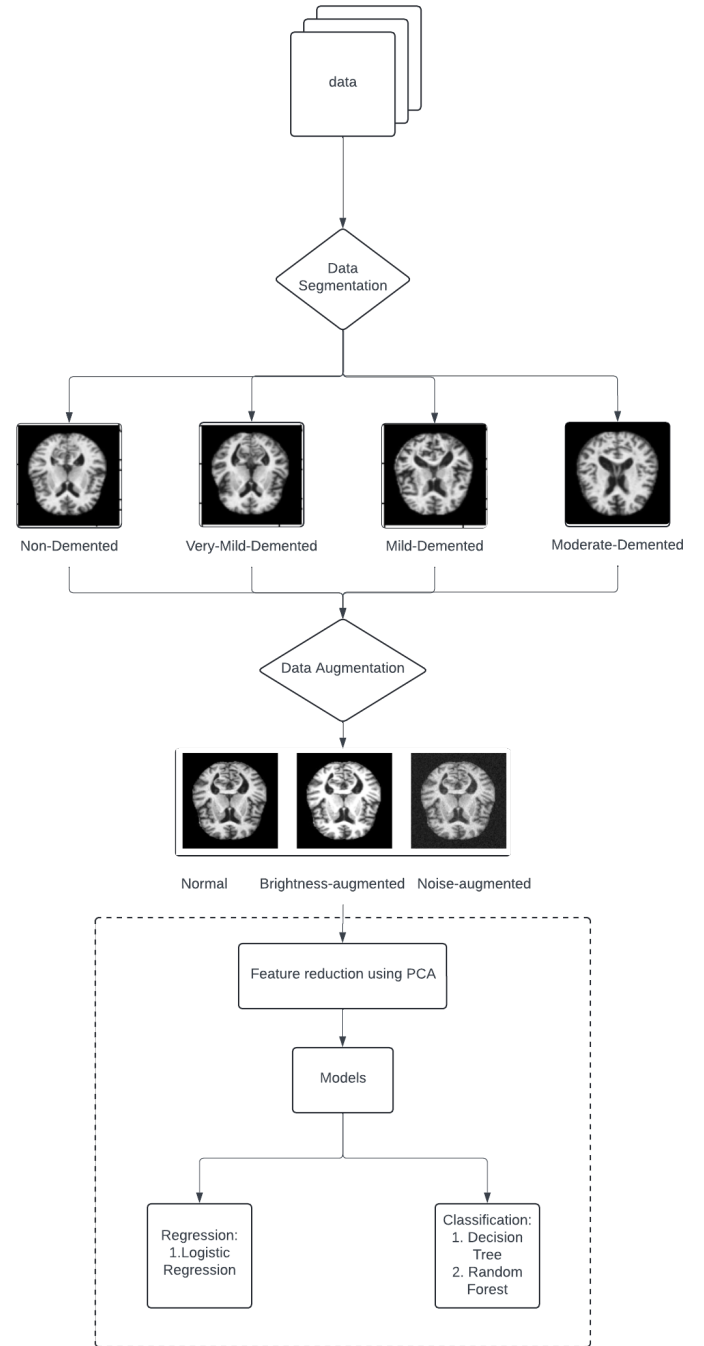 data
Data
Segmentation
Non-Demented
Very-Mild-Demented
Mild-Demented
Moderate-Demented
Data Augmentation
Normal
Brightness-augmented
Noise-augmented
Feature reduction using PCA
Models
Regression:
1.Logistic
Regression
Classification:
1. Decision
Tree
2. Random
Forest